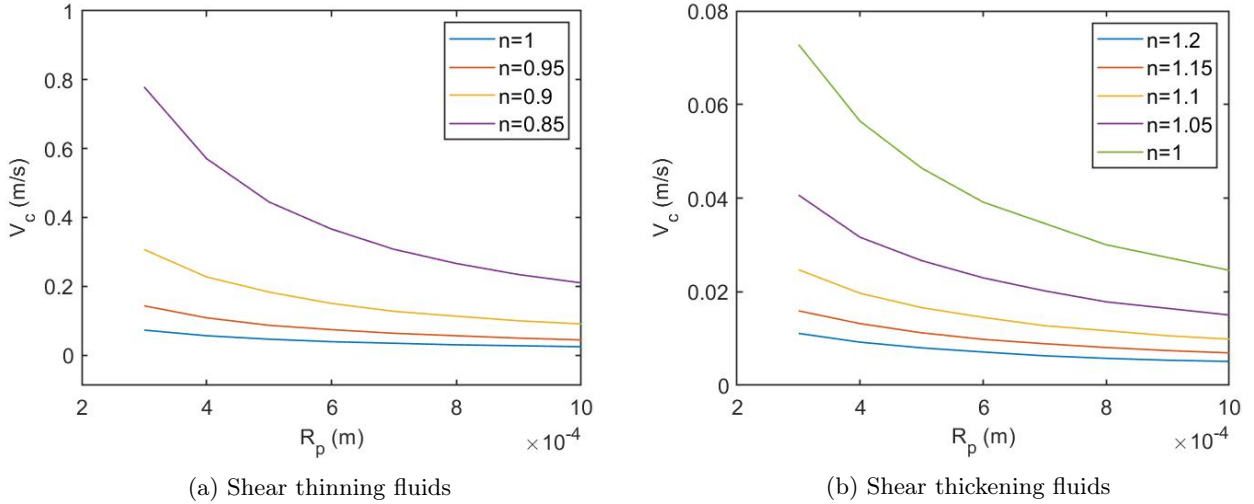 1
0.8
0.6
0.4
0.2
0
V_c (m/s)
2 4 6 8 10
×10^-4
R_p (m)
n=1
n=0.95
n=0.9
n=0.85
(a) Shear thinning fluids
0.08
0.06
0.04
0.02
0
V_c (m/s)
2 4 6 8 10
×10^-4
R_p (m)
n=1.2
n=1.15
n=1.1
n=1.05
n=1
(b) Shear thickening fluids